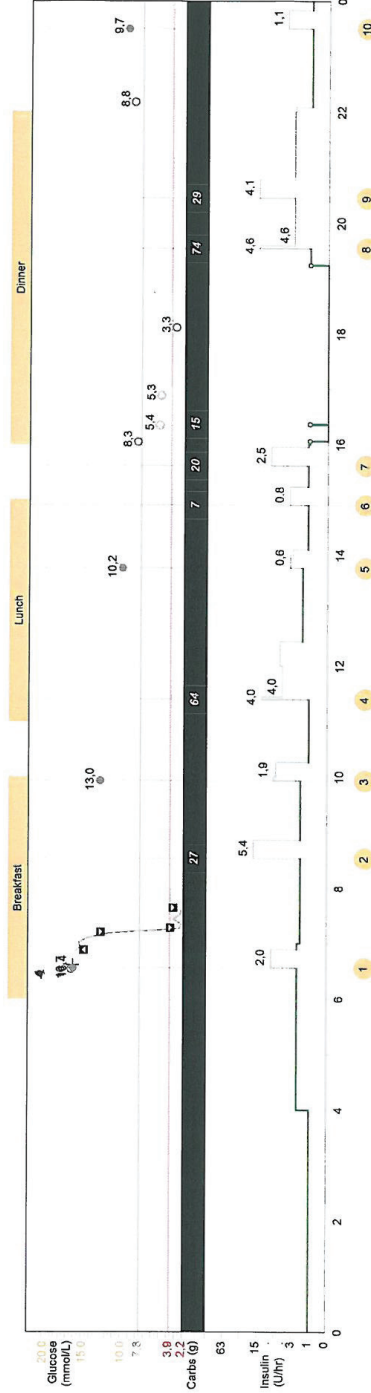 Breakfast Lunch Dinner
20.0
Glucose
(mmol/L)
15.0
10.0
7.3
3.9
2.2
16,4
13,0
10,2
8,3
5,4
5,3
3,3
8,8
9,7
Carbs (g)
27 64 7 20 15 74 29
63
15
Insulin
(U/hr)
3
1
0
2,0 5,4 1,9 4,0 4,0 0,6 0,8 2,5 4,6 4,6 4,1 1,1
0 2 4 6 8 10 12 14 16 18 20 22 0
1 2 3 4 5 6 7 8 9 10